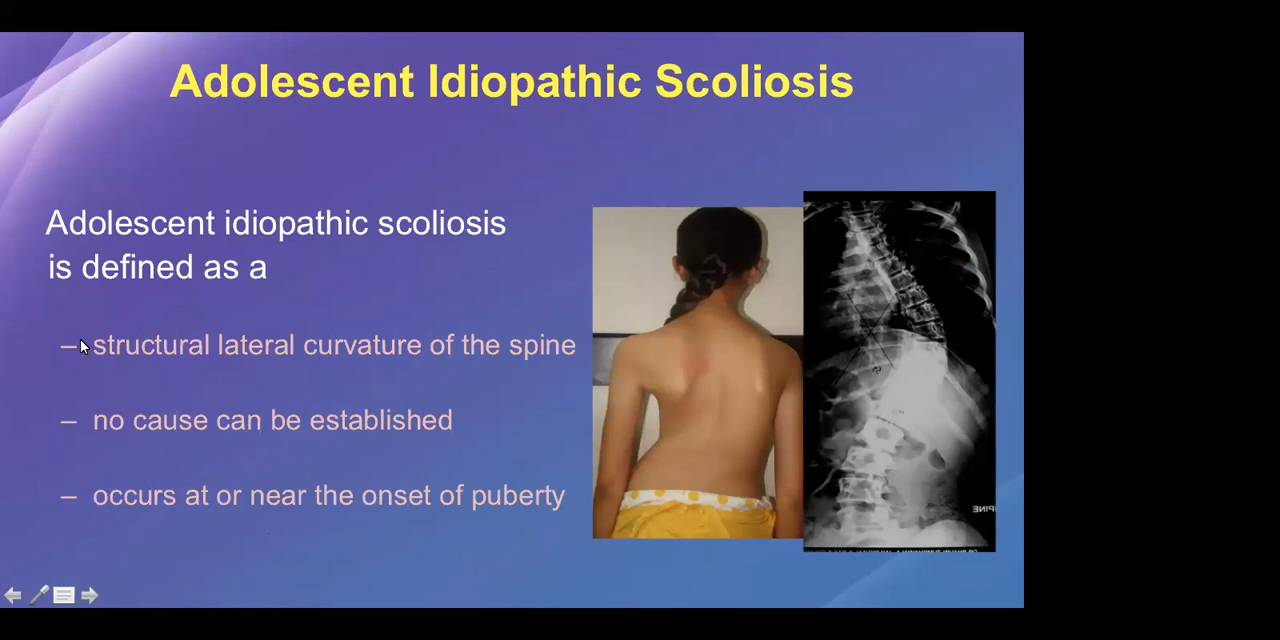 Adolescent Idiopathic Scoliosis
Adolescent idiopathic scoliosis
is defined as a
– structural lateral curvature of the spine
– no cause can be established
– occurs at or near the onset of puberty